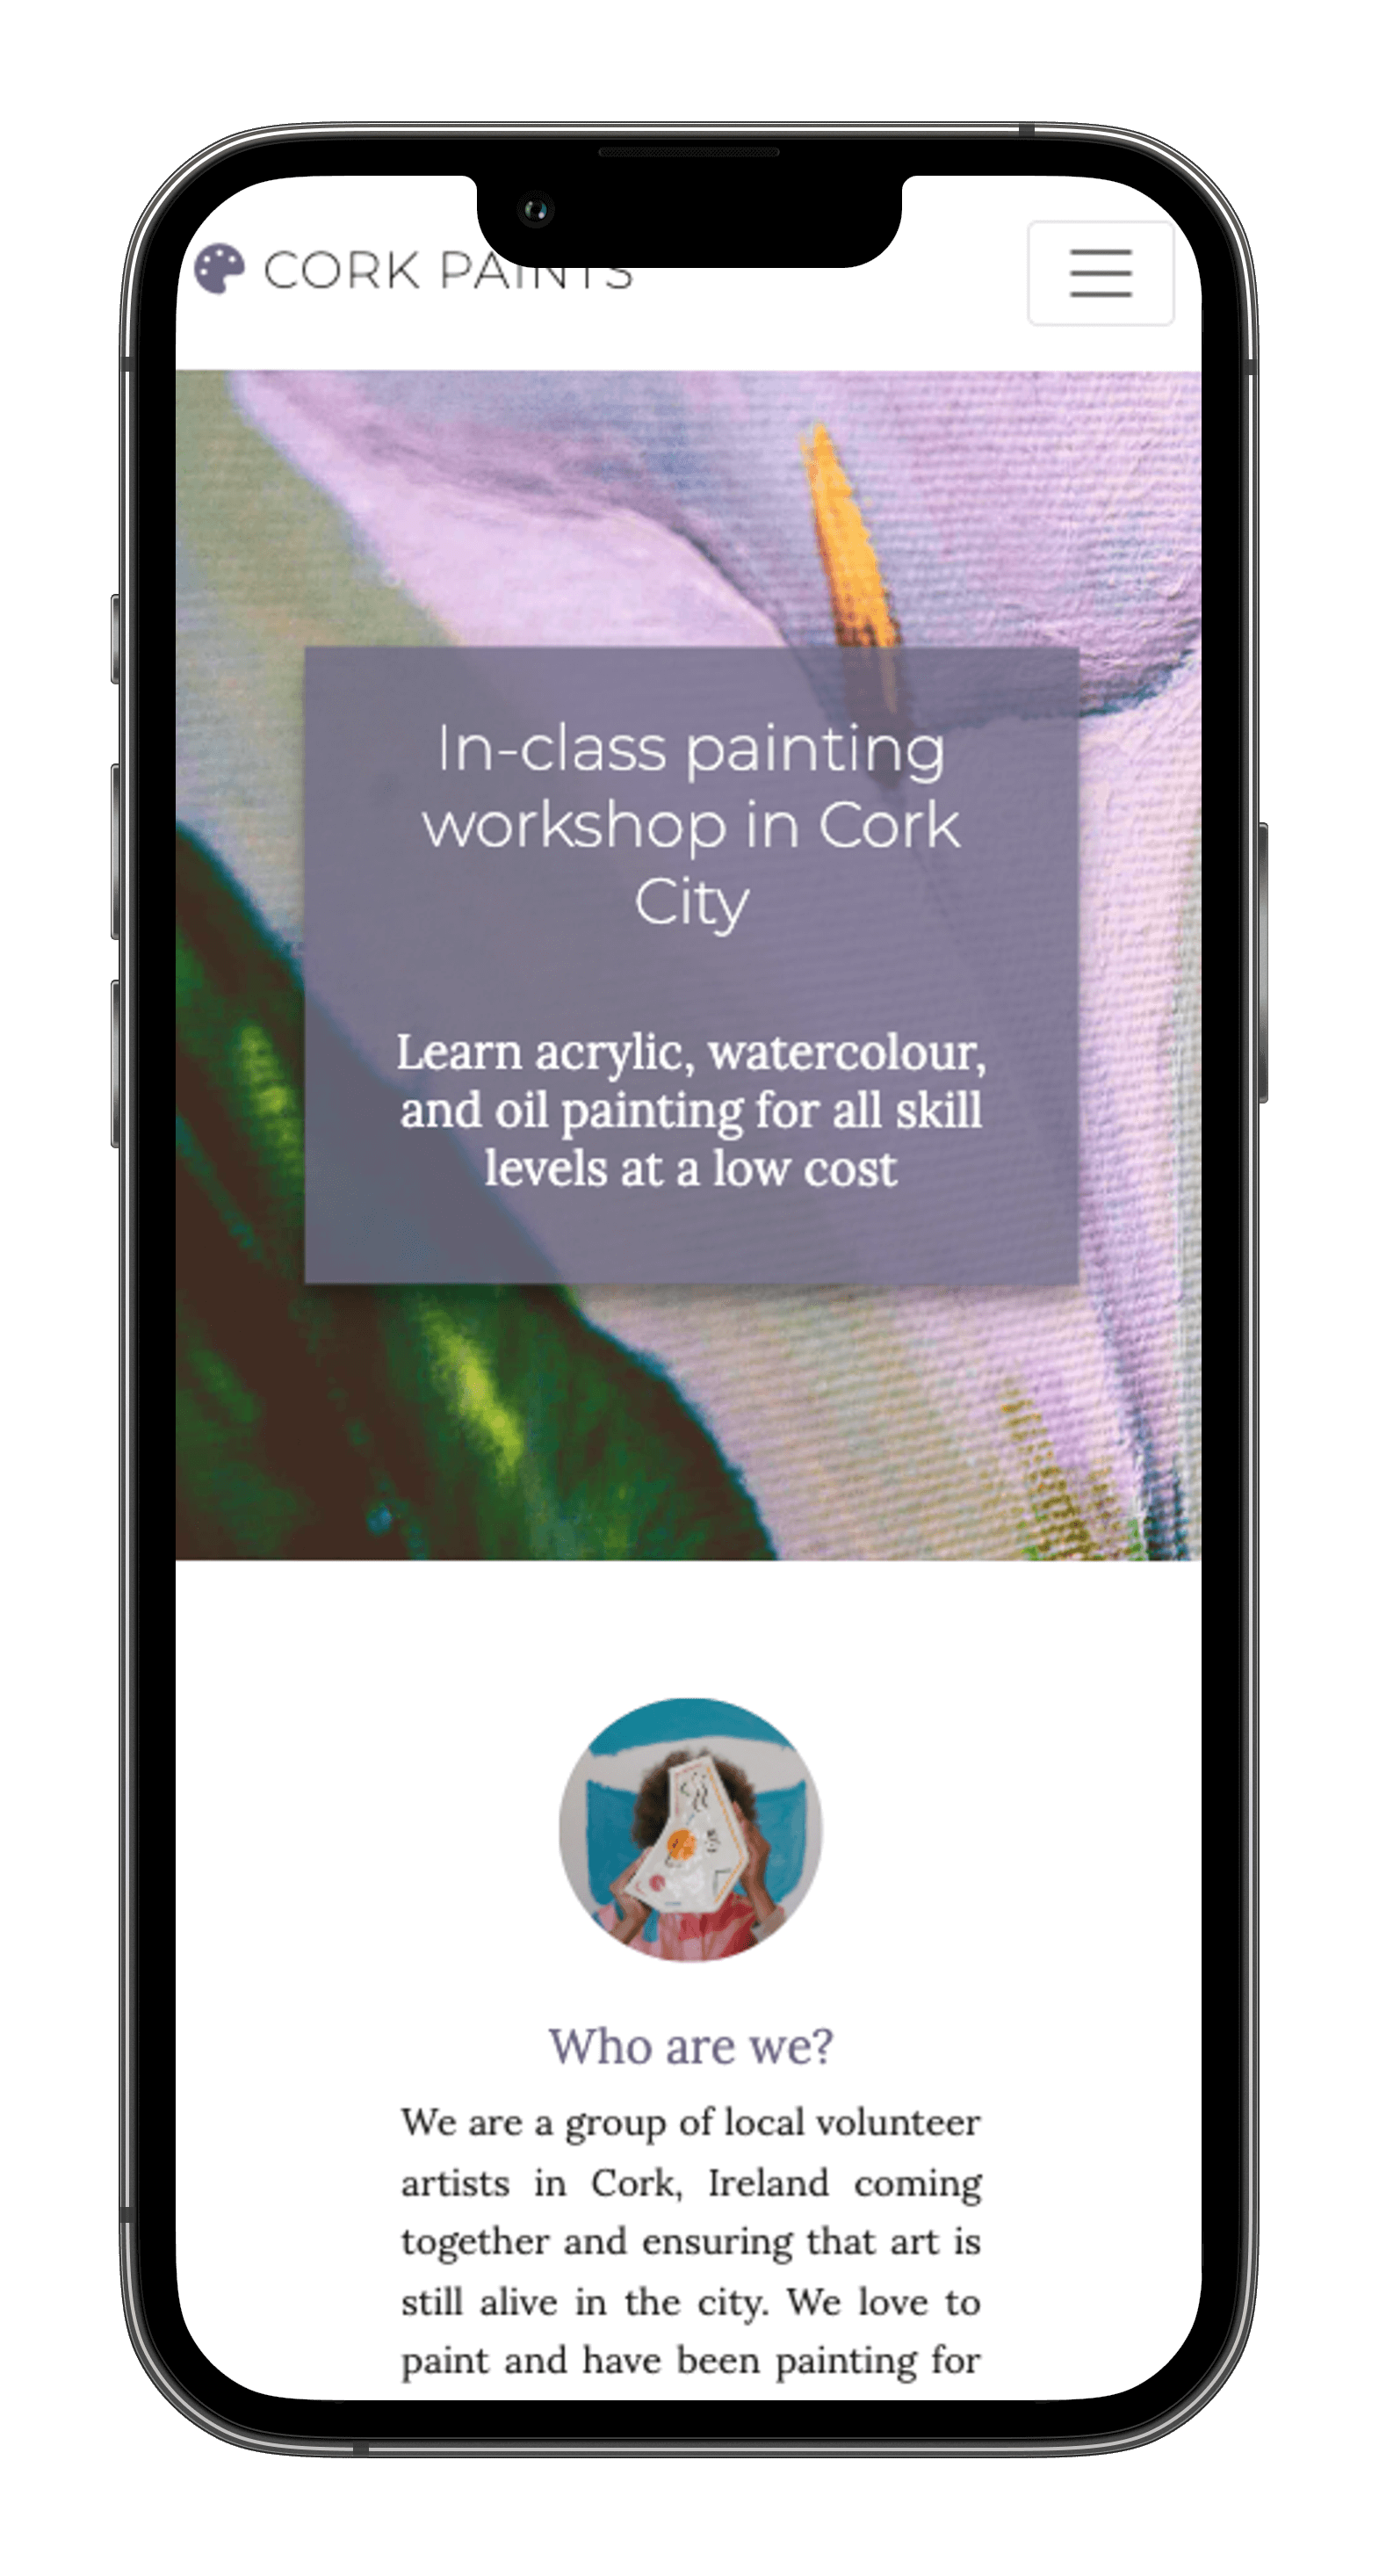 CORK PAINTS
In-class painting
workshop in Cork
City
Learn acrylic, watercolour,
and oil painting for all skill
levels at a low cost
Who are we?
We are a group of local volunteer
artists in Cork, Ireland coming
together and ensuring that art is
still alive in the city. We love to
paint and have been painting for